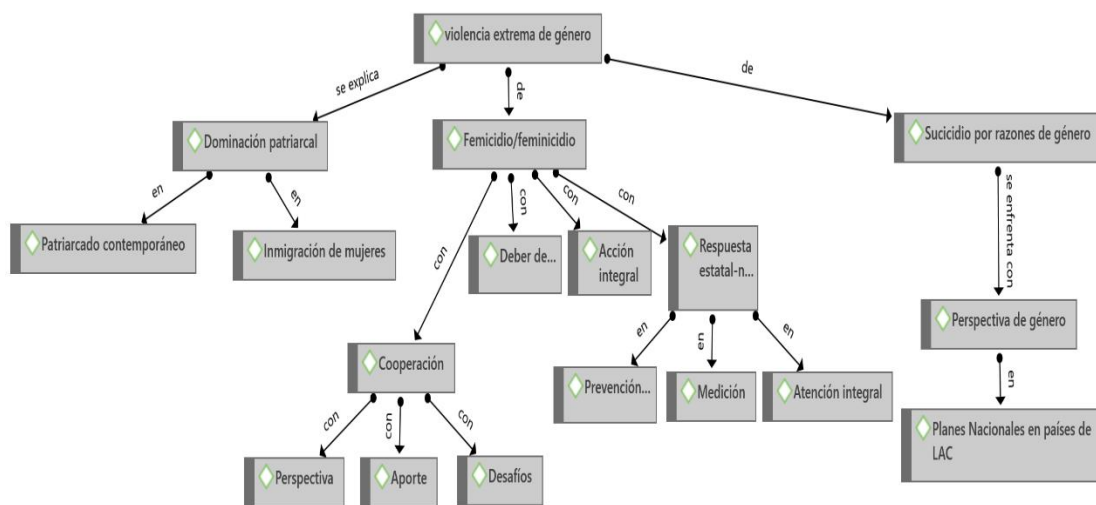 violencia extrema de género
se explica
de
de
Dominación patriarcal
Femicidio/feminicidio
Sucicidio por razones de género
en
en
con
con
con
con
se enfrenta con
Patriarcado contemporáneo
Inmigración de mujeres
Deber de...
Acción
integral
Respuesta
estatal-n...
Perspectiva de género
en
en
en
en
Cooperación
Prevención...
Medición
Atención integral
Planes Nacionales en países de
LAC
con
con
con
Perspectiva
Aporte
Desafíos